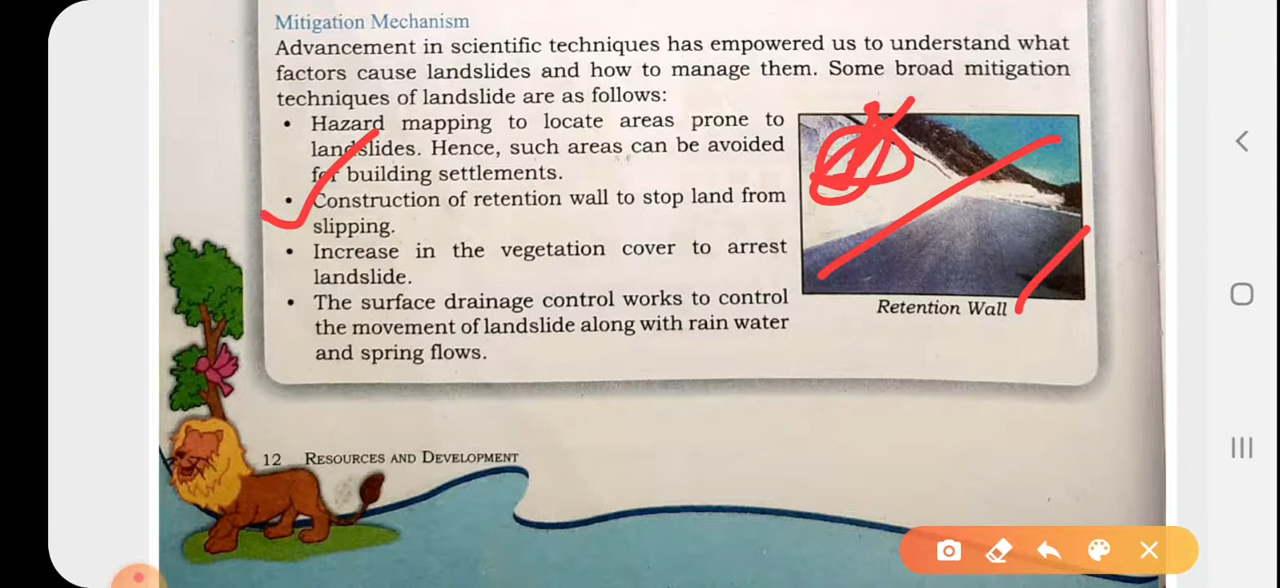 Mitigation Mechanism
Advancement in scientific techniques has empowered us to understand what
factors cause landslides and how to manage them. Some broad mitigation
techniques of landslide are as follows:
• Hazard mapping to locate areas prone to
landslides. Hence, such areas can be avoided
for building settlements.
• Construction of retention wall to stop land from
slipping.
• Increase in the vegetation cover to arrest
landslide.
• The surface drainage control works to control
the movement of landslide along with rain water
and spring flows.
Retention Wall
12 RESOURCES AND DEVELOPMENT